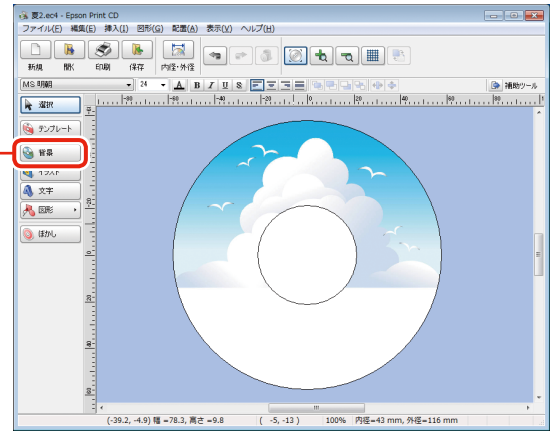 夏2.ec4 - Epson Print CD
ファイル(F) 編集(E) 挿入(I) 図形(G) 配置(A) 表示(V) ヘルプ(H)
新規 開く 印刷 保存 内径・外径
MS 明朝 24 A B I U S 補助ツール
選択
テンプレート
背景
イラスト
文字
図形
ぼかし
(-39.2, -4.9) 幅 =78.3, 高さ =9.8 ( -5, -13 ) 100% 内径=43 mm, 外径=116 mm